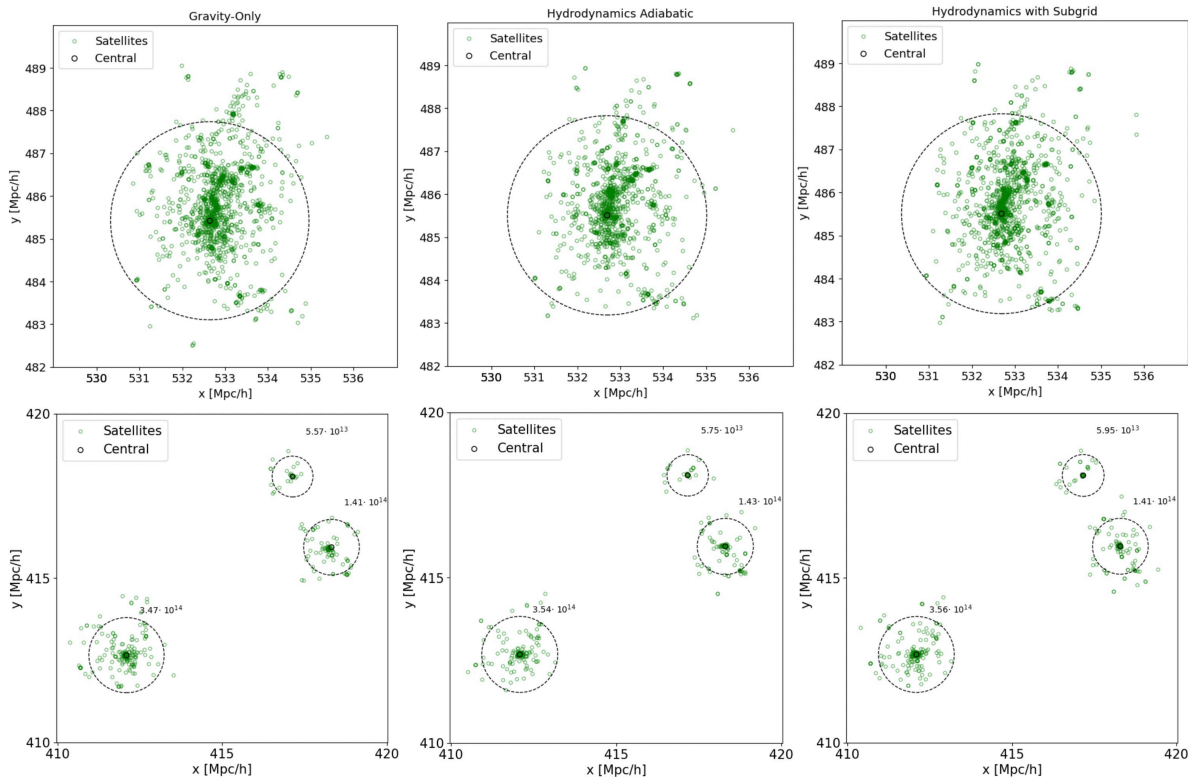 Gravity-Only
Satellites
Central
489
488
487
486
485
484
483
482
y [Mpc/h]
530 531 532 533 534 535 536
x [Mpc/h]
Hydrodynamics Adiabatic
Satellites
Central
489
488
487
486
485
484
483
482
y [Mpc/h]
530 531 532 533 534 535 536
x [Mpc/h]
Hydrodynamics with Subgrid
Satellites
Central
489
488
487
486
485
484
483
482
y [Mpc/h]
530 531 532 533 534 535 536
x [Mpc/h]
Satellites
Central
5.57· 10^13
1.41· 10^14
3.47· 10^14
420
415
410
y [Mpc/h]
410 415 420
x [Mpc/h]
Satellites
Central
5.75· 10^13
1.43· 10^14
3.54· 10^14
420
415
410
y [Mpc/h]
410 415 420
x [Mpc/h]
Satellites
Central
5.95· 10^13
1.41· 10^14
3.56· 10^14
420
415
410
y [Mpc/h]
410 415 420
x [Mpc/h]